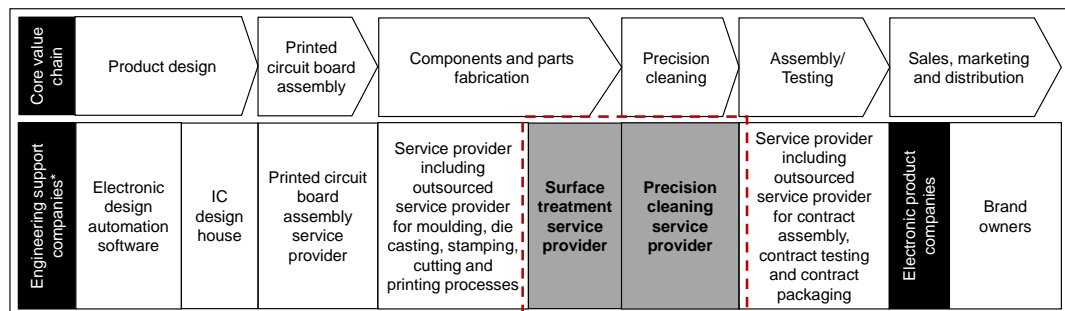 Core value
chain
Product design
Printed
circuit board
assembly
Components and parts
fabrication
Precision
cleaning
Assembly/
Testing
Sales, marketing
and distribution
Engineering support
companies*
Electronic
design
automation
software
IC
design
house
Printed circuit
board
assembly
service
provider
Service provider
including
outsourced
service provider
for moulding, die
casting, stamping,
cutting and
printing processes
Surface
treatment
service
provider
Precision
cleaning
service
provider
Service
provider
including
outsourced
service
provider for
contract
assembly,
contract testing
and contract
packaging
Electronic product
companies
Brand
owners